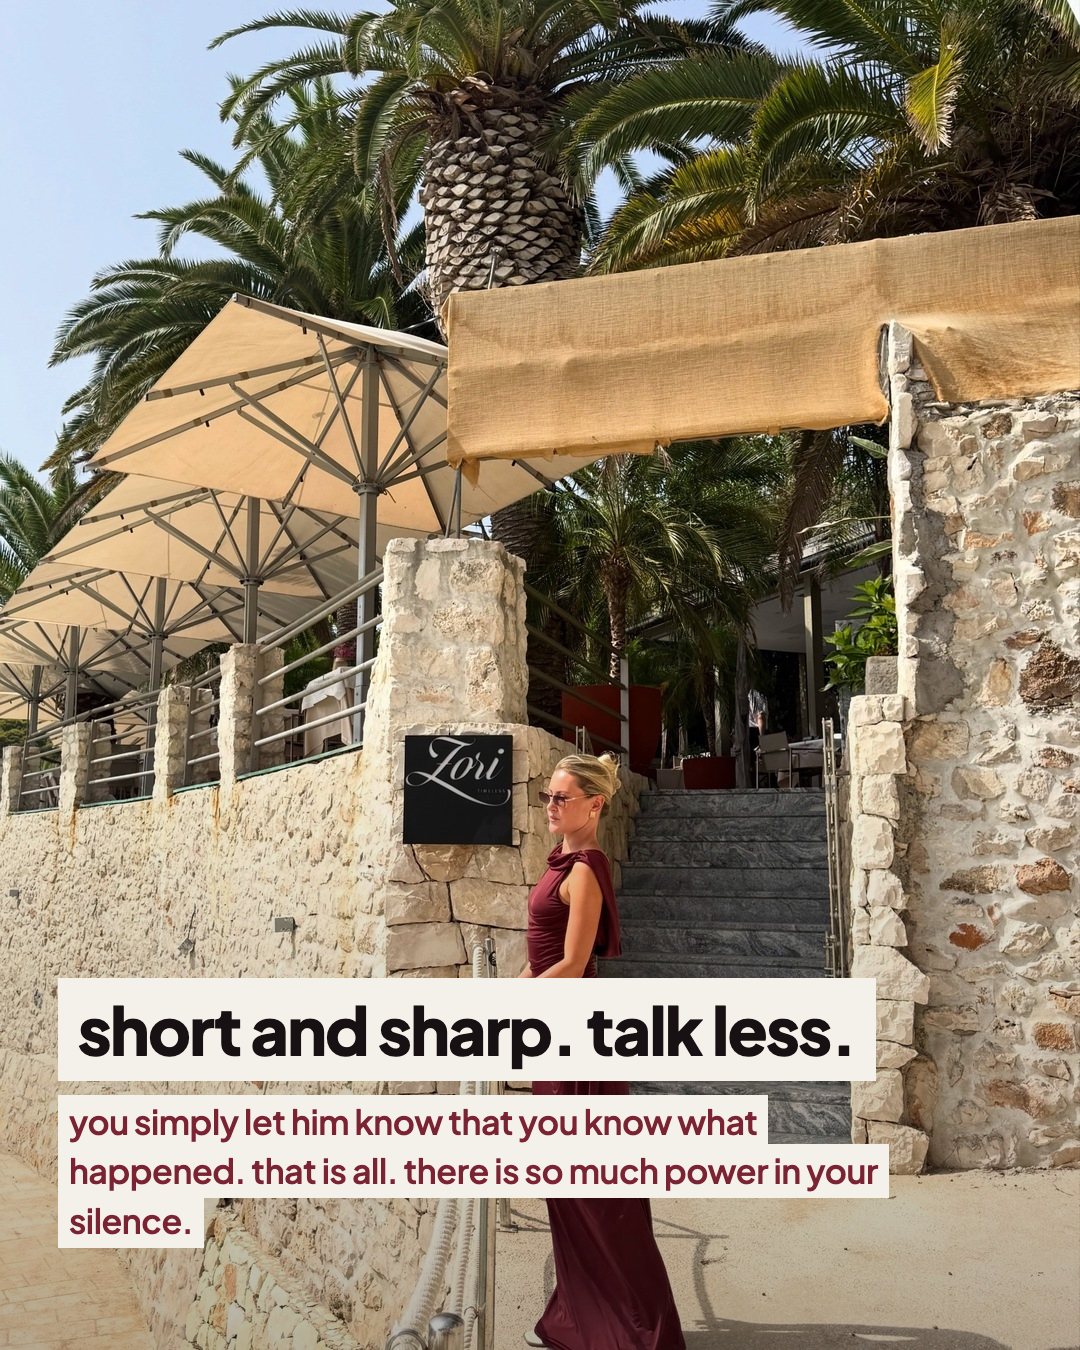 Zori
TIMELESS
short and sharp. talk less.
you simply let him know that you know what
happened. that is all. there is so much power in your
silence.